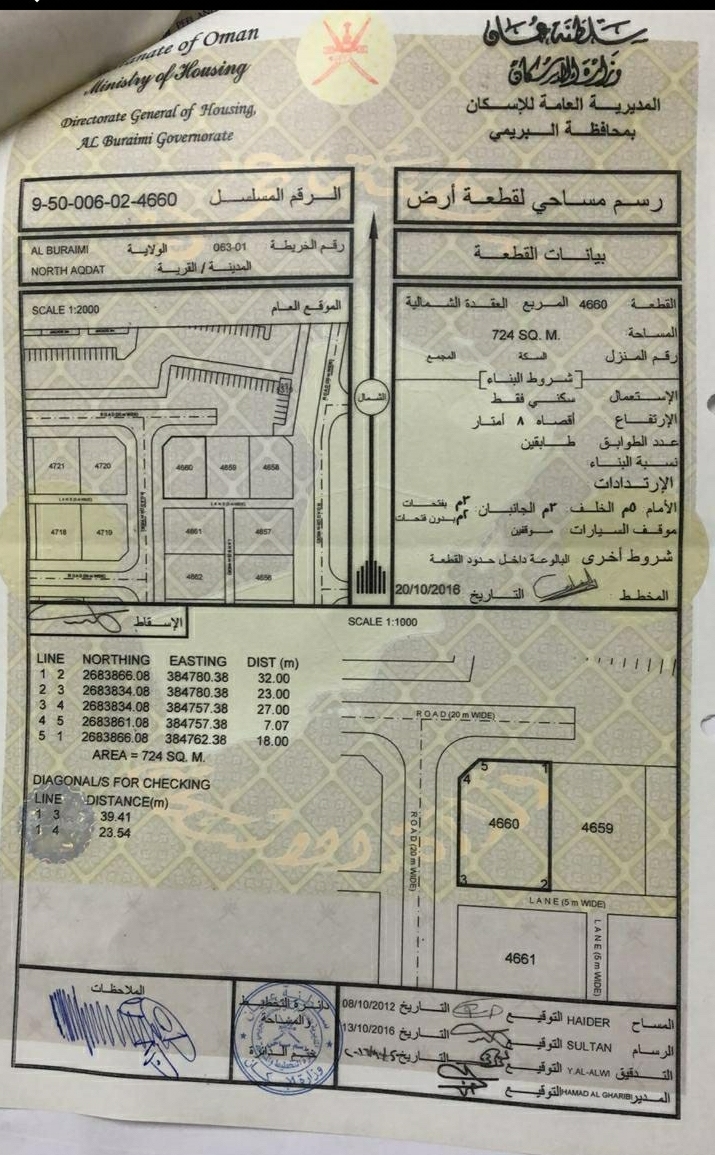 Sultanate of Oman
Ministry of Housing
Directorate General of Housing,
AL Buraimi Governorate
سلطنة عمان
وزارة الإسكان
المديرية العامة للإسكان
بمحافظة البريمي
9-50-006-02-4660 الرقم المسلسل
رسم مساحي لقطعة أرض
AL BURAIMI الولاية 063-01 رقم الخريطة
NORTH AQDAT المدينة / القرية:
بيانات القطعة
SCALE 1:2000 الموقع العام
4721
4720
4660
4659
4658
LANE (5 m WIDE)
4718
4719
4661
4657
4662
4656
ROAD (20 m WIDE)
الشمال
القطعة 4660 المربع العقدة الشمالية
المساحة: 724 SQ. M.
رقم المنزل السكة المجمع
شروط البناء
الإستعمال سكني فقط
الإرتفاع أقصاه ٨ أمتار
عدد الطوابق طابقين
نسبة البناء
الإرتدادات
الأمام ٥م الخلف ٣م الجانبان: ٣م بفتحات
٢م بدون فتحات
موقف السيارات موقفين
شروط أخرى البالوعة داخل حدود القطعة
المخطط التاريخ 20/10/2016
الإسقاط
SCALE 1:1000
LINE NORTHING EASTING DIST (m)
1 2 2683866.08 384780.38 32.00
2 3 2683834.08 384780.38 23.00
3 4 2683834.08 384757.38 27.00
4 5 2683861.08 384757.38 7.07
5 1 2683866.08 384762.38 18.00
AREA = 724 SQ. M.
DIAGONAL/S FOR CHECKING
LINE DISTANCE(m)
1 3 39.41
1 4 23.54
ROAD (20 m WIDE)
ROAD (20 m WIDE)
5 1
4
4660
4659
3 2
LANE (5 m WIDE)
LANE (5 m WIDE)
4661
الملاحظات
دائرة التخطيط
والمساحة
ختم الدائرة
المساح HAIDER التوقيع التاريخ 08/10/2012
الرسام SULTAN التوقيع التاريخ 13/10/2016
التدقيق Y.AL-ALWI التوقيع التاريخ
المدير HAMAD AL GHARIBI التوقيع